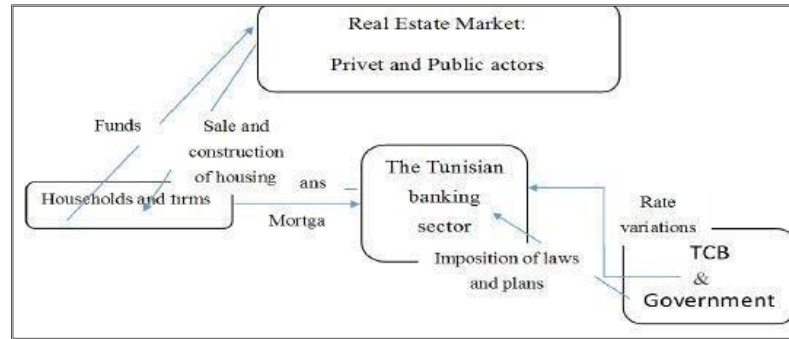 Real Estate Market:
Privet and Public actors
Funds
Sale and
construction
of housing
Households and firms
ans
Mortga
The Tunisian
banking
sector
Imposition of laws
and plans
Rate
variations
TCB
&
Government